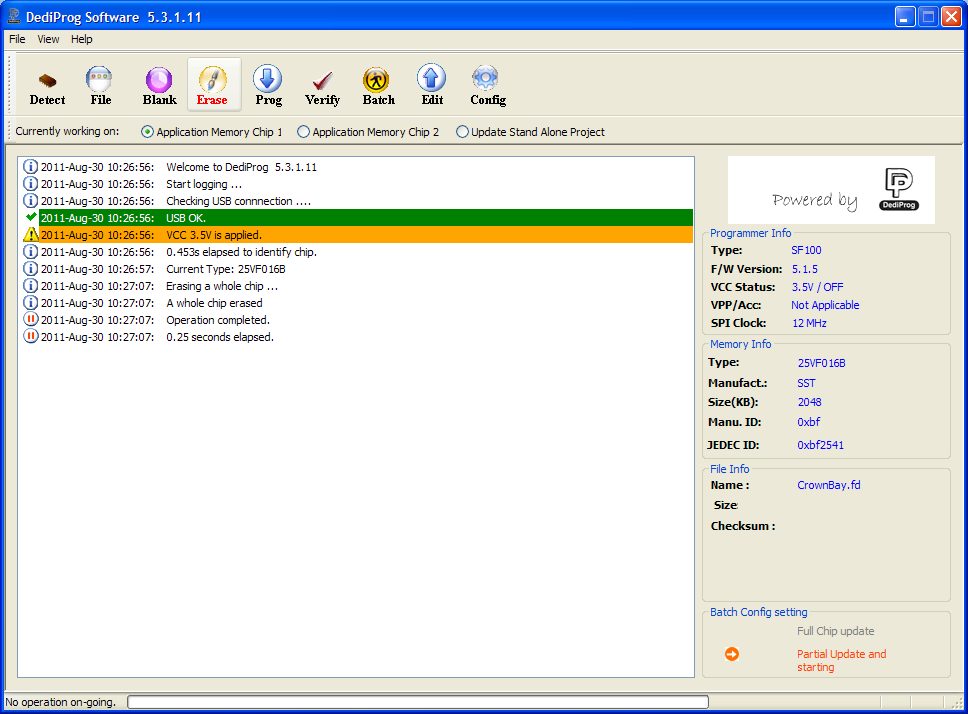 DediProg Software 5.3.1.11
File View Help
Detect File Blank Erase Prog Verify Batch Edit Config
Currently working on: Application Memory Chip 1 Application Memory Chip 2 Update Stand Alone Project
2011-Aug-30 10:26:56: Welcome to DediProg 5.3.1.11
2011-Aug-30 10:26:56: Start logging ...
2011-Aug-30 10:26:56: Checking USB connnection ....
2011-Aug-30 10:26:56: USB OK.
2011-Aug-30 10:26:56: VCC 3.5V is applied.
2011-Aug-30 10:26:56: 0.453s elapsed to identify chip.
2011-Aug-30 10:26:57: Current Type: 25VF016B
2011-Aug-30 10:27:07: Erasing a whole chip ...
2011-Aug-30 10:27:07: A whole chip erased
2011-Aug-30 10:27:07: Operation completed.
2011-Aug-30 10:27:07: 0.25 seconds elapsed.
Powered by DediProg
Programmer Info
Type: SF100
F/W Version: 5.1.5
VCC Status: 3.5V / OFF
VPP/Acc: Not Applicable
SPI Clock: 12 MHz
Memory Info
Type: 25VF016B
Manufact.: SST
Size(KB): 2048
Manu. ID: 0xbf
JEDEC ID: 0xbf2541
File Info
Name : CrownBay.fd
Size:
Checksum :
Batch Config setting
Full Chip update
Partial Update and
starting
No operation on-going.